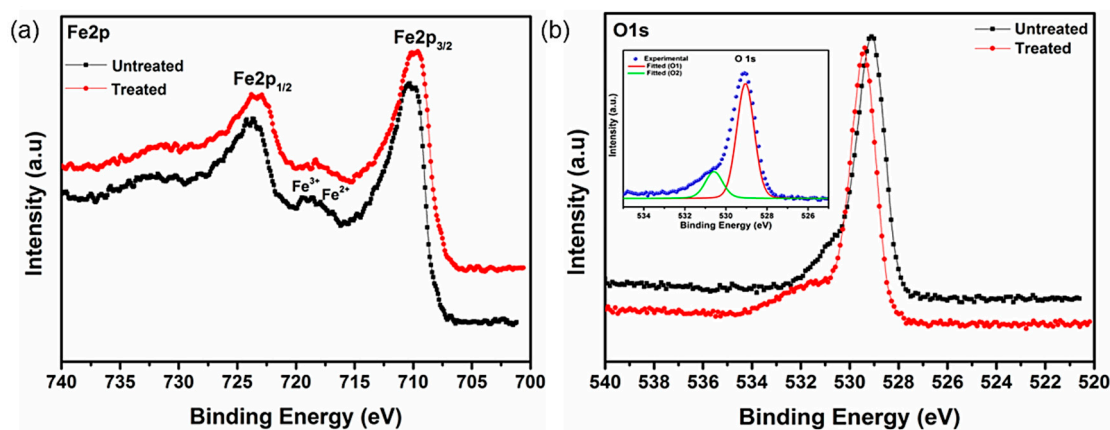 (a)
Fe2p
Fe2p3/2
Untreated
Treated
Fe2p1/2
Fe3+
Fe2+
Intensity (a.u)
740 735 730 725 720 715 710 705 700
Binding Energy (eV)
(b)
O1s
Untreated
Treated
Experimental
Fitted (O1)
Fitted (O2)
O 1s
Intensity (a.u.)
534 532 530 528 526
Binding Energy (eV)
Intensity (a.u)
540 538 536 534 532 530 528 526 524 522 520
Binding Energy (eV)